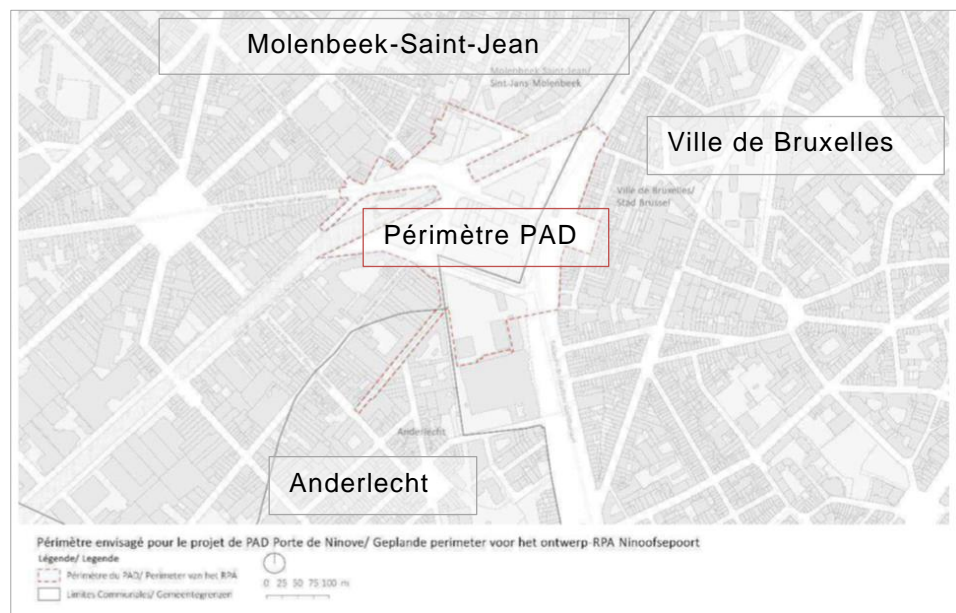 Molenbeek-Saint-Jean
Molenbeek-Saint-Jean/
Sint-Jans-Molenbeek
Ville de Bruxelles
Ville de Bruxelles/
Stad Brussel
Périmètre PAD
Anderlecht
Anderlecht
Périmètre envisagé pour le projet de PAD Porte de Ninove/ Geplande perimeter voor het ontwerp-RPA Ninoofsepoort
Légende/ Legende
Périmètre du PAD/ Perimeter van het RPA
Limites Communales/ Gemeentegrenzen
0 25 50 75 100 m